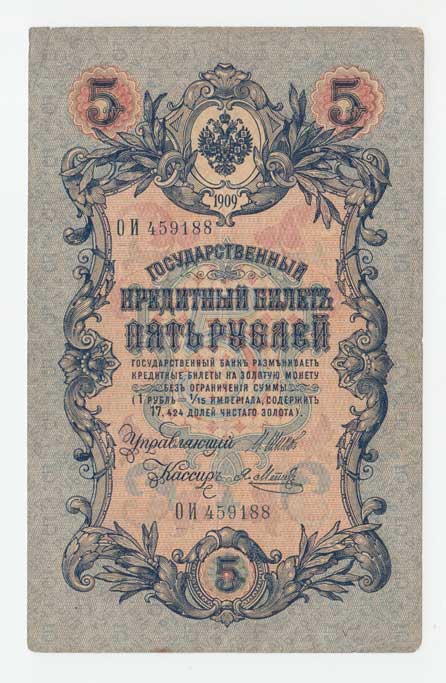 5 5
1909
ОИ 459188
ГОСУДАРСТВЕННЫЙ
КРЕДИТНЫЙ БИЛЕТЪ
ПЯТЬ РУБЛЕЙ
ГОСУДАРСТВЕННЫЙ БАНКЪ РАЗМѢНИВАЕТЪ
КРЕДИТНЫЕ БИЛЕТЫ НА ЗОЛОТУЮ МОНЕТУ
БЕЗЪ ОГРАНИЧЕНІЯ СУММЫ
(1 РУБЛЬ = 1/15 ИМПЕРІАЛА, СОДЕРЖИТЪ
17,424 ДОЛЕЙ ЧИСТАГО ЗОЛОТА).
Управляющій
Кассиръ
ОИ 459188
5